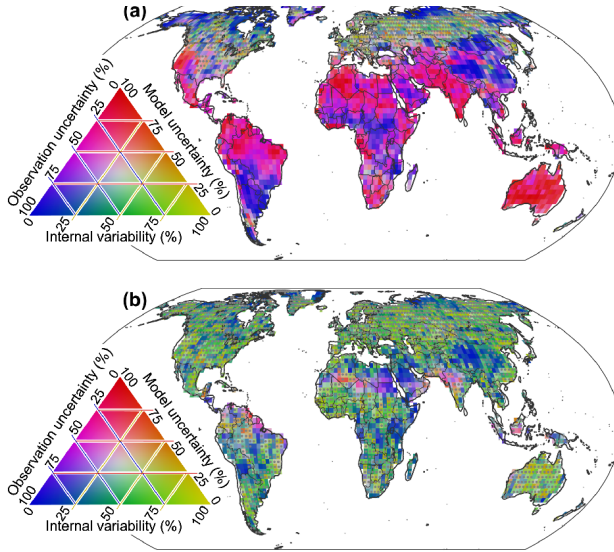 (a)
Observation uncertainty (%)
Model uncertainty (%)
0 25 50 75 100
100 75 50 25 0
25 50 75 100
Internal variability (%)
(b)
Observation uncertainty (%)
Model uncertainty (%)
0 25 50 75 100
100 75 50 25 0
25 50 75 100
Internal variability (%)